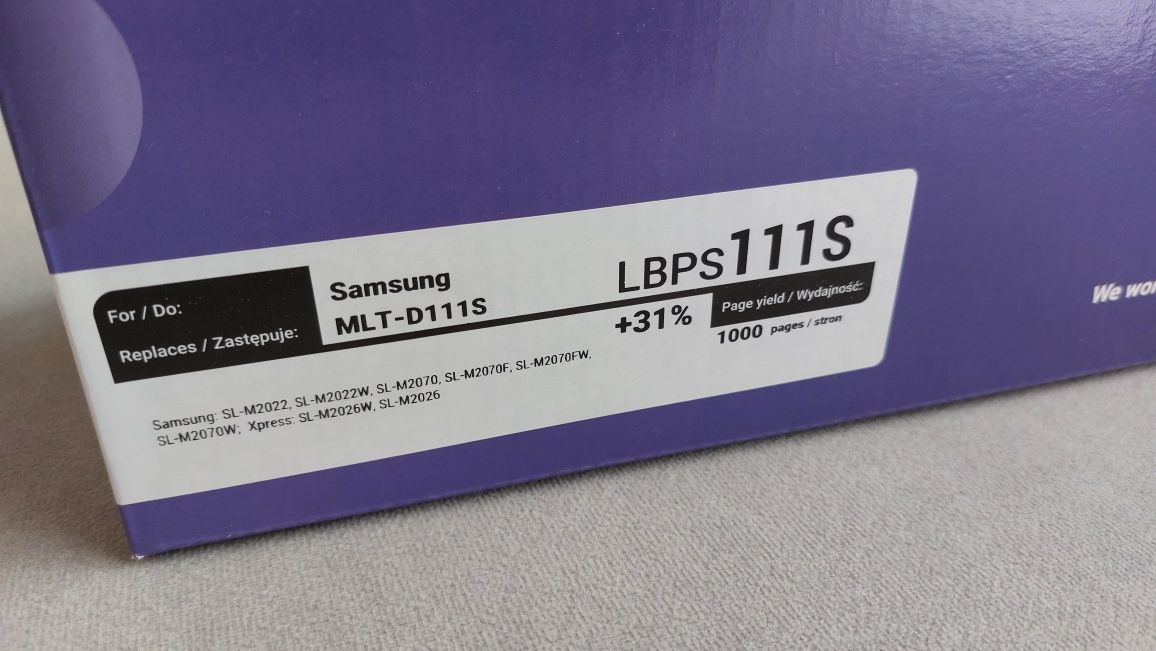 For / Do:
Samsung
LBPS111S
Replaces / Zastępuje:
MLT-D111S
+31%
Page yield / Wydajność:
1000 pages / stron
Samsung: SL-M2022, SL-M2022W, SL-M2070, SL-M2070F, SL-M2070FW,
SL-M2070W; Xpress: SL-M2026W, SL-M2026
We